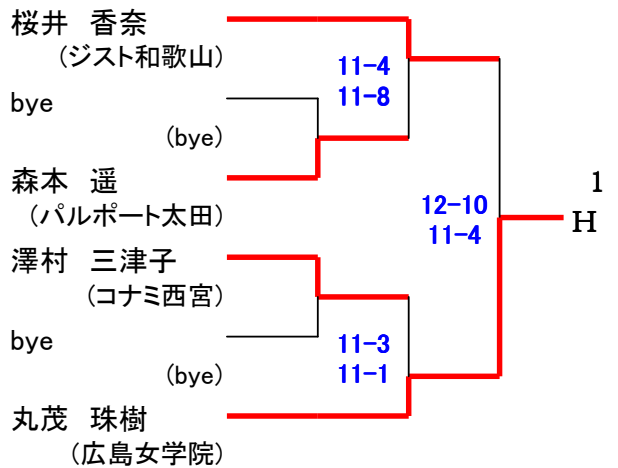 桜井　香奈
(ジスト和歌山)
11-4
11-8
bye
(bye)
森本　遥
(パルポート太田)
1
H
12-10
11-4
澤村　三津子
(コナミ西宮)
bye
(bye)
11-3
11-1
丸茂　珠樹
(広島女学院)